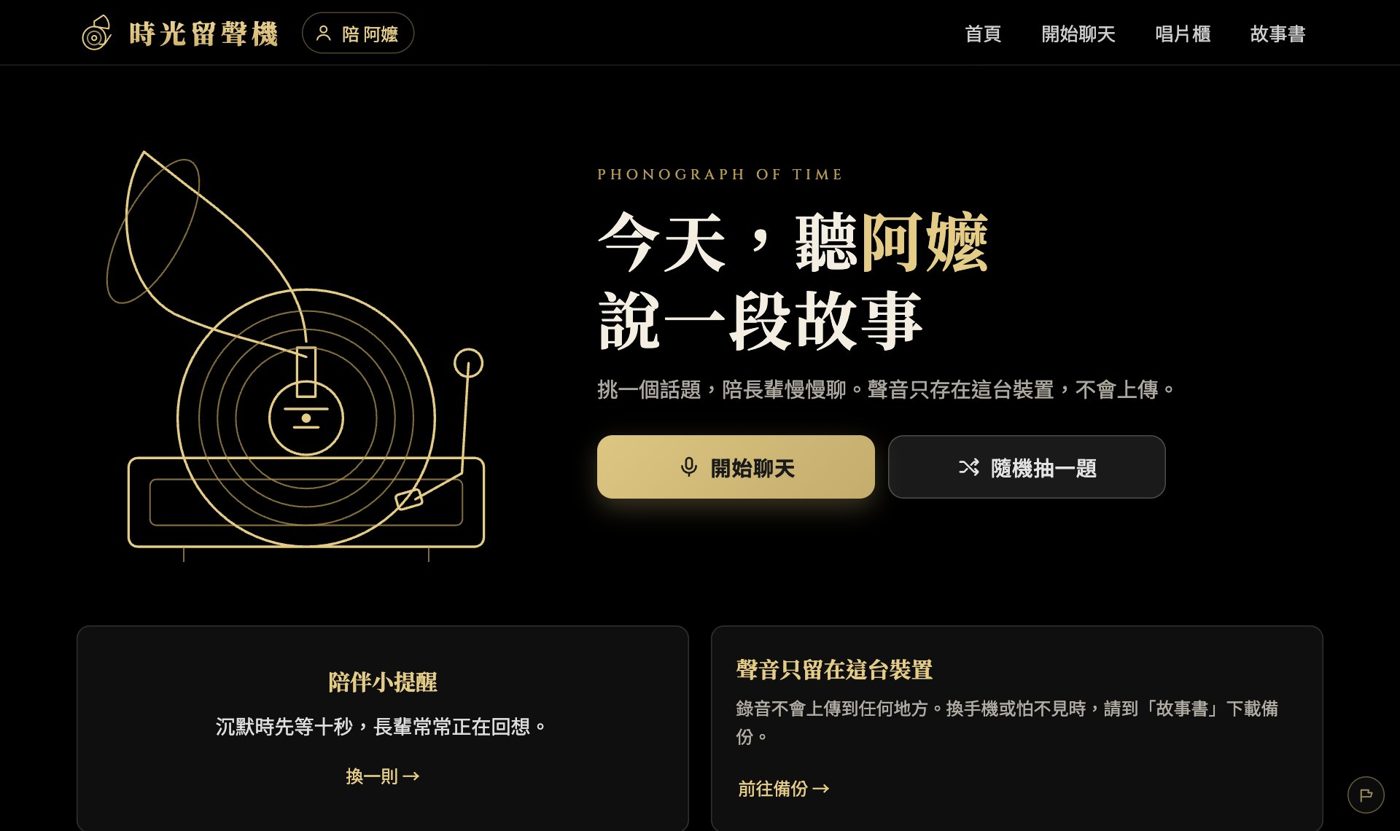 時光留聲機
陪 阿嬤
首頁
開始聊天
唱片櫃
故事書
PHONOGRAPH OF TIME
今天，聽阿嬤
說一段故事
挑一個話題，陪長輩慢慢聊。聲音只存在這台裝置，不會上傳。
開始聊天
隨機抽一題
陪伴小提醒
沉默時先等十秒，長輩常常正在回想。
換一則 →
聲音只留在這台裝置
錄音不會上傳到任何地方。換手機或怕不見時，請到「故事書」下載備
份。
前往備份 →